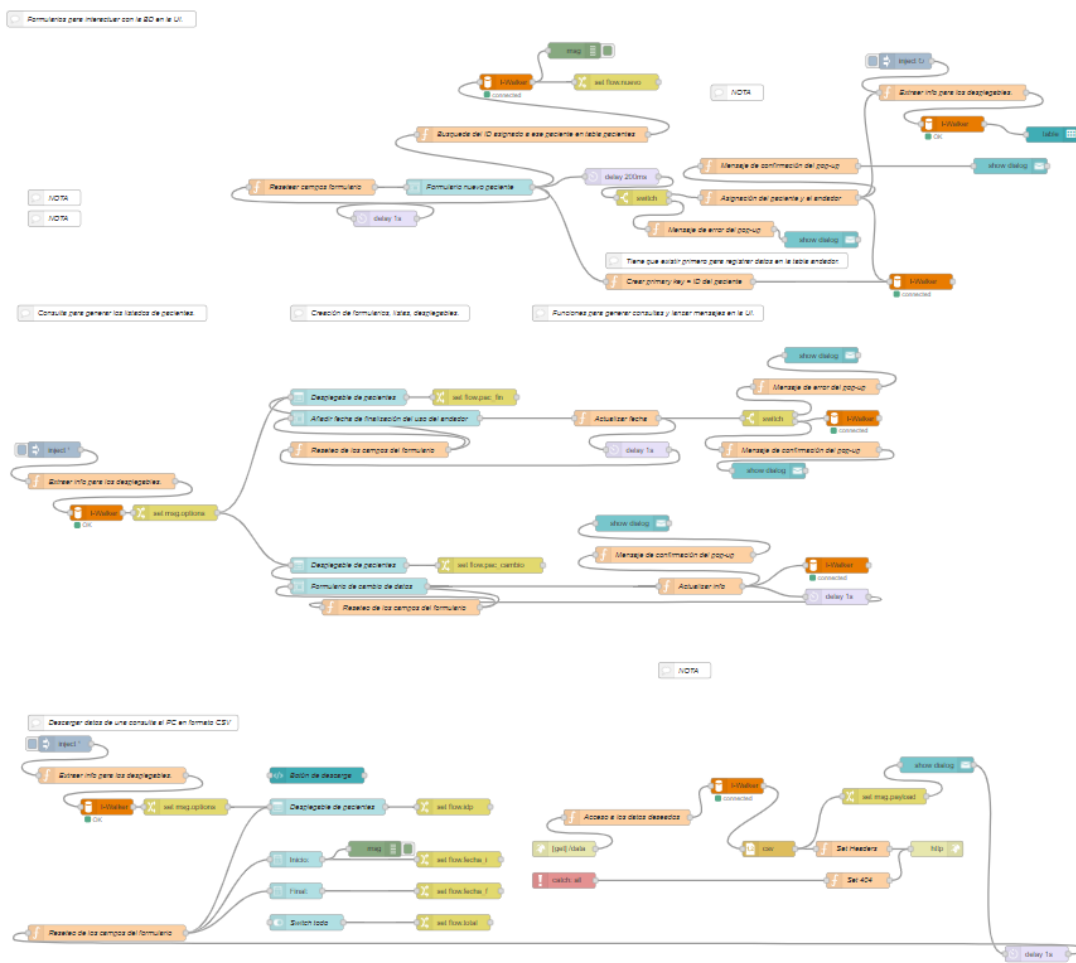 Formularios para interactuar con la BD en la UI.
msg
I-Walker
connected
set flow.nuevo
inject ↻
NOTA
Extraer info para los desplegables.
I-Walker
OK
table
Busqueda del ID asignado a ese paciente en tabla pacientes
Mensaje de confirmación del pop-up
show dialog
delay 200ms
Resetear campos formulario
Formulario nuevo paciente
switch
Asignación del paciente y el andador
NOTA
NOTA
delay 1s
Mensaje de error del pop-up
show dialog
Tiene que existir primero para registrar datos en la tabla andador.
Crear primary key = ID del paciente
I-Walker
connected
Consulta para generar los listados de pacientes.
Creación de formularios, listas, desplegables.
Funciones para generar consultas y lanzar mensajes en la UI.
show dialog
Mensaje de error del pop-up
Desplegable de pacientes
set flow.pac_fin
Añadir fecha de finalización del uso del andador
Actualizar fecha
switch
I-Walker
connected
inject
Reseteo de los campos del formulario
delay 1s
Mensaje de confirmación del pop-up
show dialog
Extraer info para los desplegables.
I-Walker
OK
set msg.options
show dialog
Mensaje de confirmación del pop-up
Desplegable de pacientes
set flow.pac_cambio
I-Walker
connected
Formulario de cambio de datos
Actualizar info
delay 1s
Reseteo de los campos del formulario
NOTA
Descargar datos de una consulta al PC en formato CSV
inject
Extraer info para los desplegables.
Botón de descarga
show dialog
I-Walker
connected
I-Walker
OK
set msg.options
Desplegable de pacientes
set flow.idp
set msg.payload
Acceso a los datos deseados
msg
[get] /data
csv
Set Headers
http
Inicio:
set flow.fecha_i
catch: all
Set 404
Final:
set flow.fecha_f
Switch todo
set flow.total
Reseteo de los campos del formulario
delay 1s